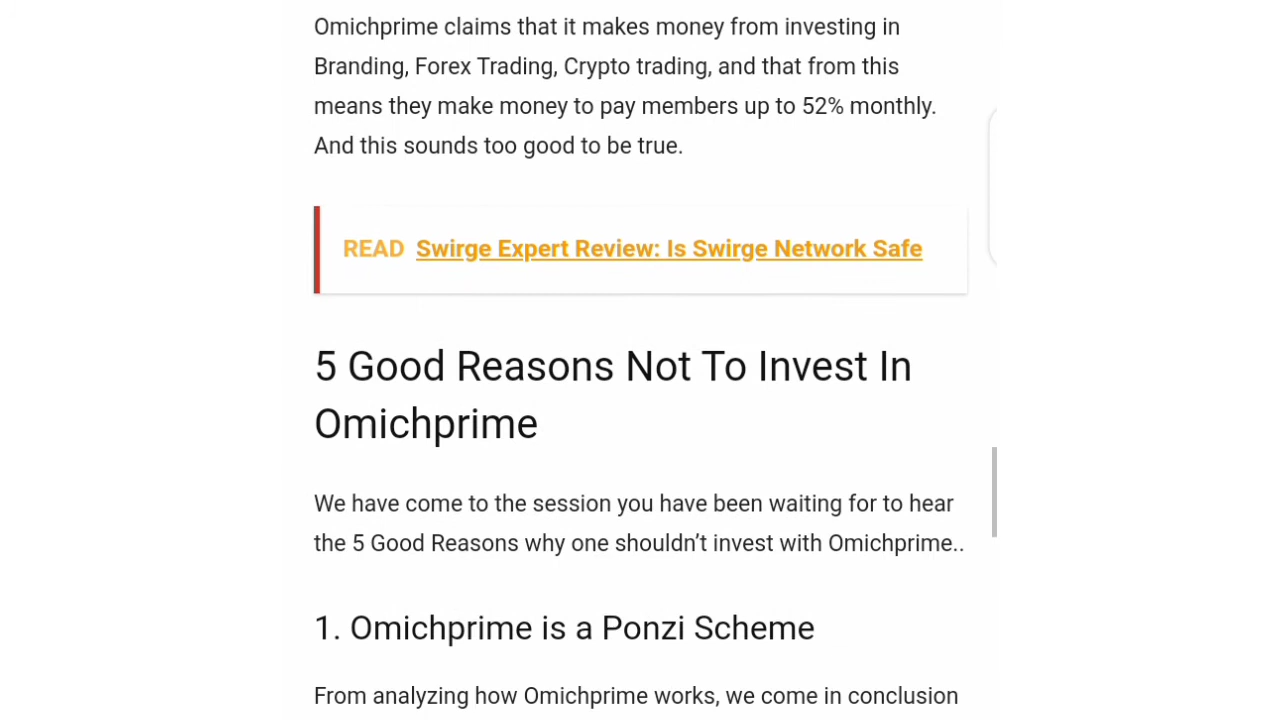 Omichprime claims that it makes money from investing in
Branding, Forex Trading, Crypto trading, and that from this
means they make money to pay members up to 52% monthly.
And this sounds too good to be true.
READ Swirge Expert Review: Is Swirge Network Safe
5 Good Reasons Not To Invest In
Omichprime
We have come to the session you have been waiting for to hear
the 5 Good Reasons why one shouldn’t invest with Omichprime..
1. Omichprime is a Ponzi Scheme
From analyzing how Omichprime works, we come in conclusion